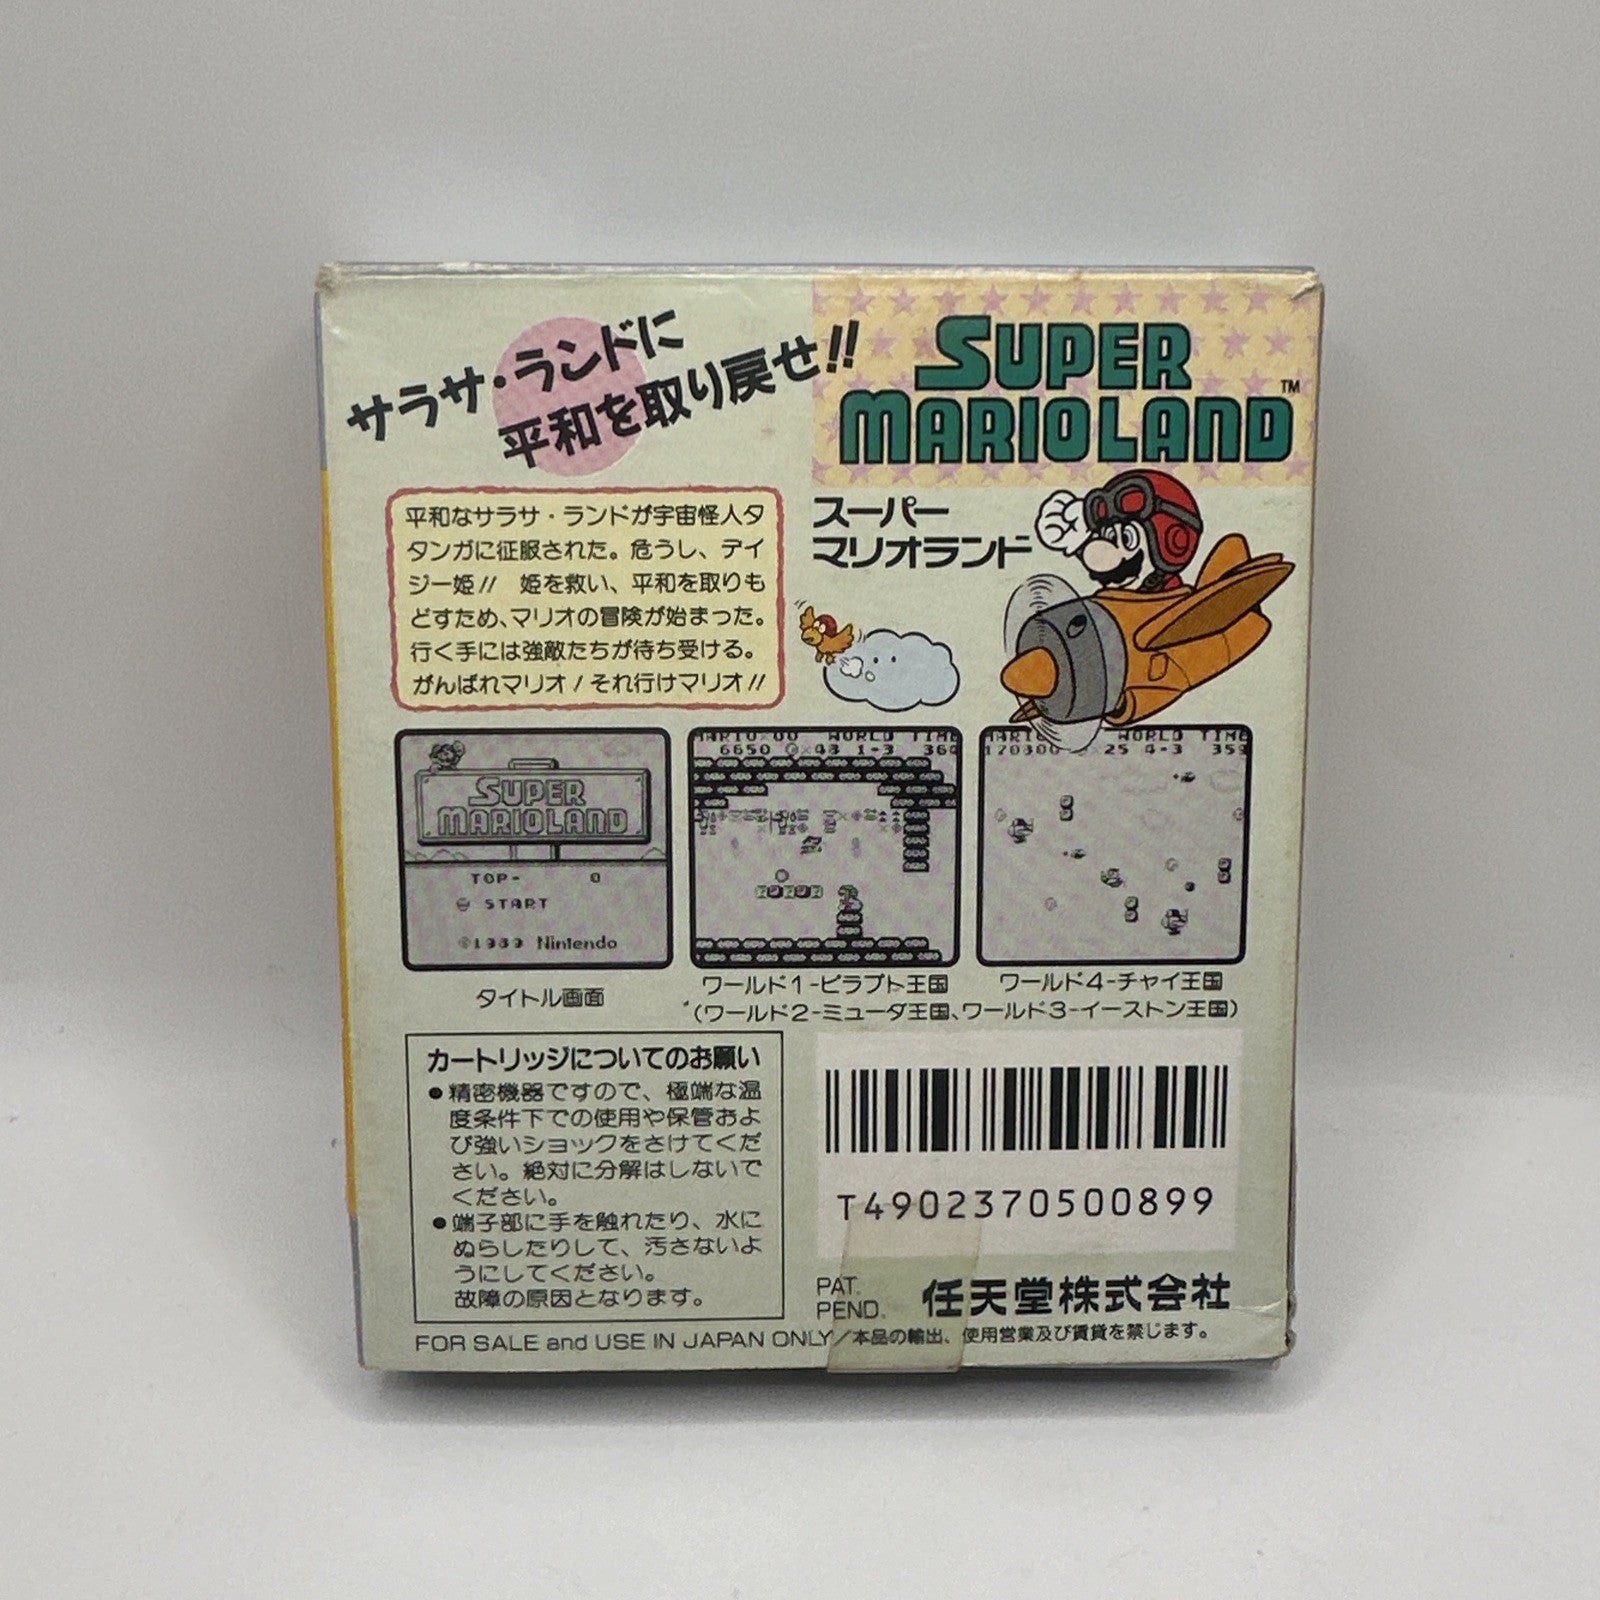 サラサ・ランドに
平和を取り戻せ!!
SUPER
MARIOLAND™
スーパー
マリオランド
平和なサラサ・ランドが宇宙怪人タ
タンガに征服された。危うし、デイ
ジー姫!! 姫を救い、平和を取りも
どすため、マリオの冒険が始まった。
行く手には強敵たちが待ち受ける。
がんばれマリオ!それ行けマリオ!!
SUPER
MARIOLAND
TOP- 0
START
©1989 Nintendo
MARIO×00 WORLD TIME
6650 ×48 1-3 360
WORLD TIME
170300 ×25 4-3 359
タイトル画面
ワールド1-ピラプト王国
ワールド4-チャイ王国
(ワールド2-ミューダ王国、ワールド3-イーストン王国)
カートリッジについてのお願い
●精密機器ですので、極端な温
度条件下での使用や保管およ
び強いショックをさけてくだ
さい。絶対に分解はしないで
ください。
●端子部に手を触れたり、水に
ぬらしたりして、汚さないよ
うにしてください。
故障の原因となります。
T4902370500899
PAT.
PEND.
任天堂株式会社
FOR SALE and USE IN JAPAN ONLY/本品の輸出、使用営業及び賃貸を禁じます。